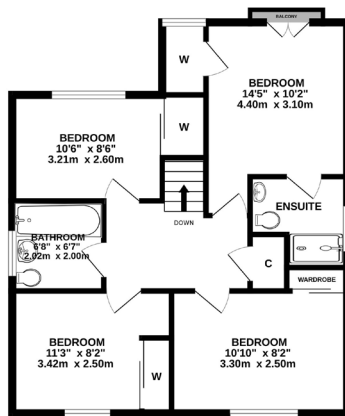 BALCONY
W
BEDROOM
14'5" x 10'2"
4.40m x 3.10m
W
BEDROOM
10'6" x 8'6"
3.21m x 2.60m
ENSUITE
DOWN
BATHROOM
6'8" x 6'7"
2.02m x 2.00m
C
WARDROBE
BEDROOM
11'3" x 8'2"
3.42m x 2.50m
W
BEDROOM
10'10" x 8'2"
3.30m x 2.50m